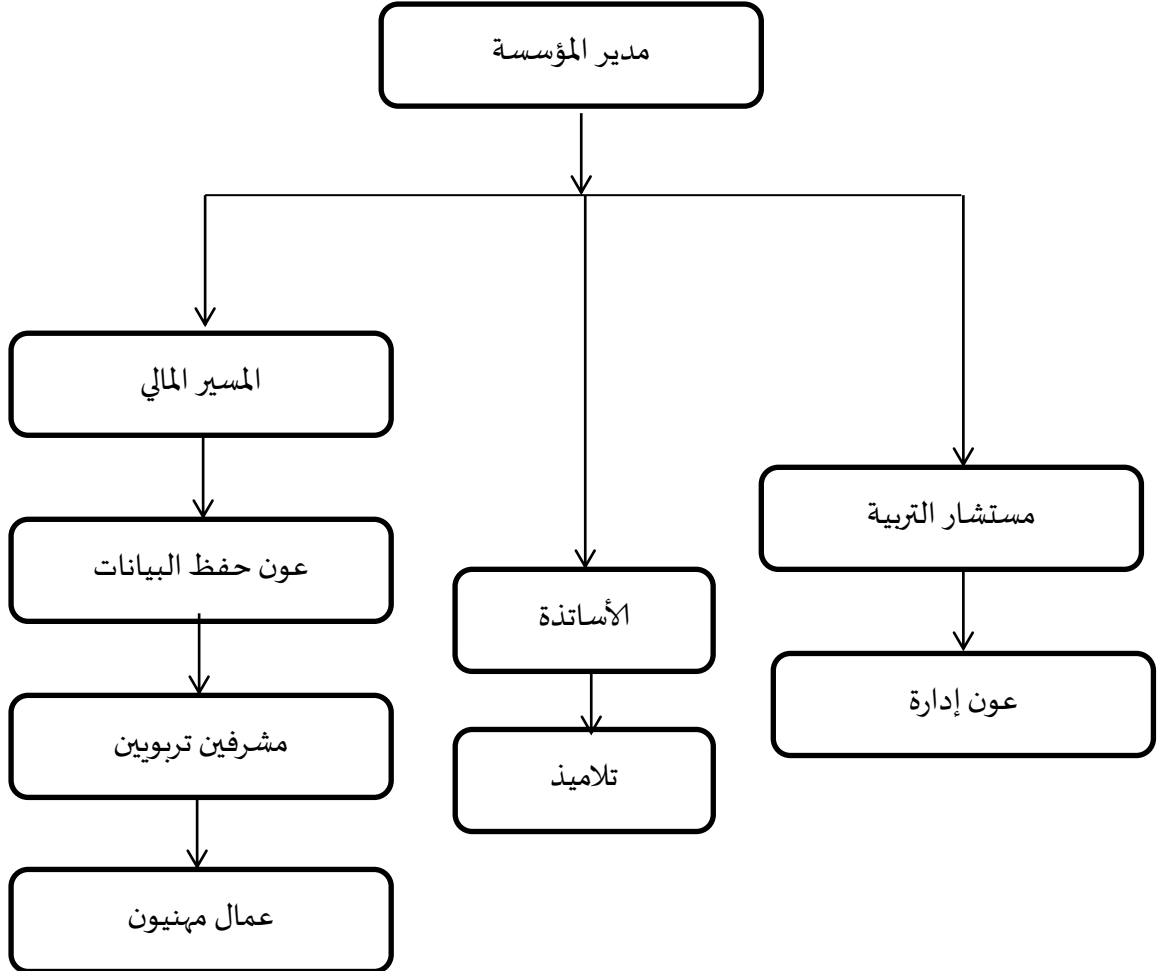 مدير المؤسسة
المسير المالي
مستشار التربية
عون حفظ البيانات
الأساتذة
عون إدارة
مشرفين تربويين
تلاميذ
عمال مهنيون